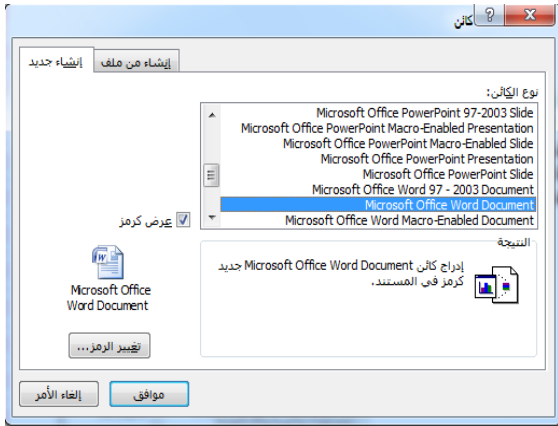 كائن
إنشاء جديد
إنشاء من ملف
نوع الكائن:
Microsoft Office PowerPoint 97-2003 Slide
Microsoft Office PowerPoint Macro-Enabled Presentation
Microsoft Office PowerPoint Macro-Enabled Slide
Microsoft Office PowerPoint Presentation
Microsoft Office PowerPoint Slide
Microsoft Office Word 97 - 2003 Document
Microsoft Office Word Document
Microsoft Office Word Macro-Enabled Document
عرض كرمز
النتيجة
إدراج كائن Microsoft Office Word Document جديد
كرمز في المستند.
Microsoft Office
Word Document
تغيير الرمز...
موافق
إلغاء الأمر